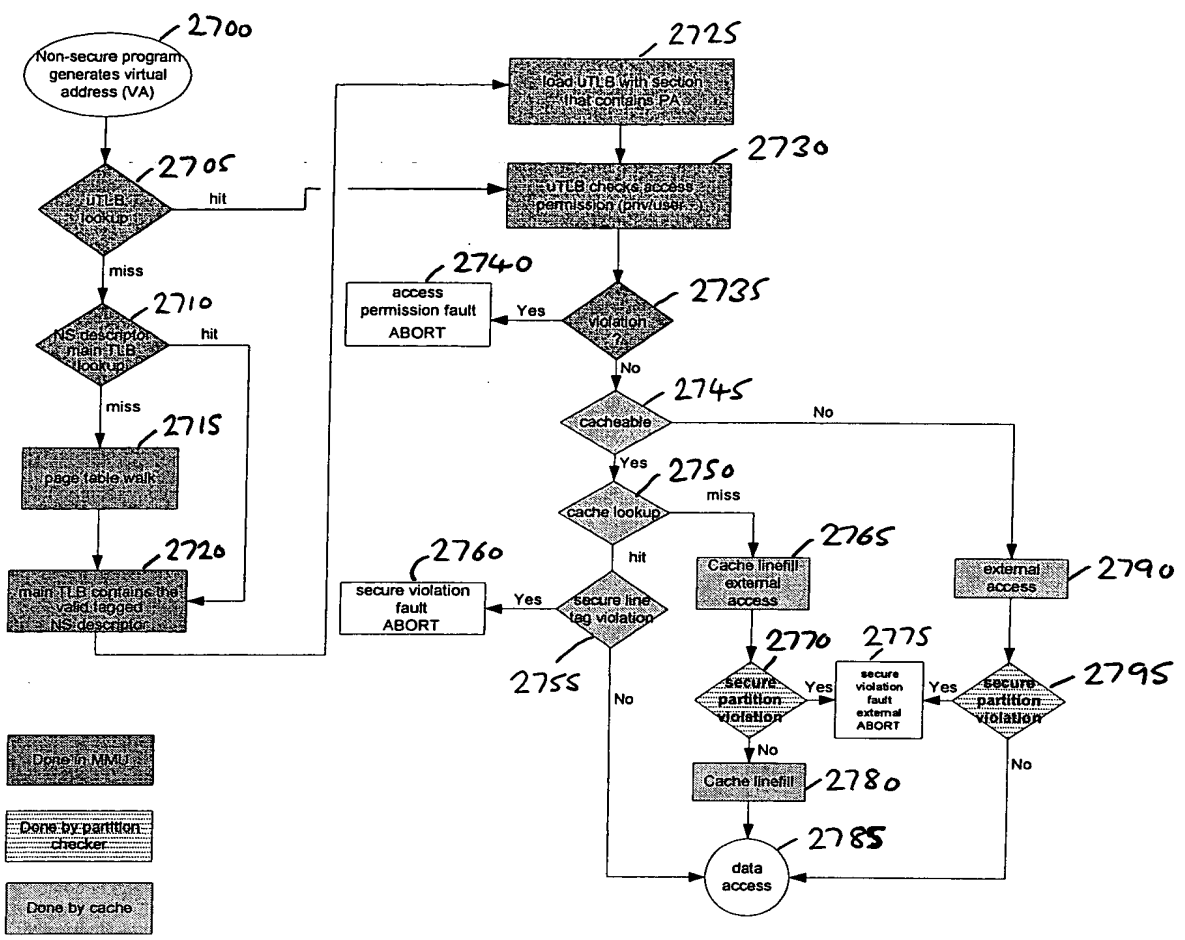 2700
Non-secure program
generates virtual
address (VA)
2705
uTLB
lookup
?
hit
miss
2710
NS descriptor
main TLB
lookup
hit
miss
2715
page table walk
2720
main TLB contains the
valid tagged
NS descriptor
2725
load uTLB with section
that contains PA
2730
uTLB checks access
permission (priv/user...)
2740
access
permission fault
ABORT
2735
violation
?
Yes
No
2745
cacheable
No
Yes
2750
cache lookup
miss
hit
2760
secure violation
fault
ABORT
Yes
secure line
tag violation
2755
No
2765
Cache linefill-
external
access
2790
external
access
2770
secure
partition
violation
Yes
2775
secure
violation
fault
external
ABORT
Yes
2795
secure
partition
violation
No
No
2780
Cache linefill
2785
data
access
Done in MMU
Done by partition
checker
Done by cache